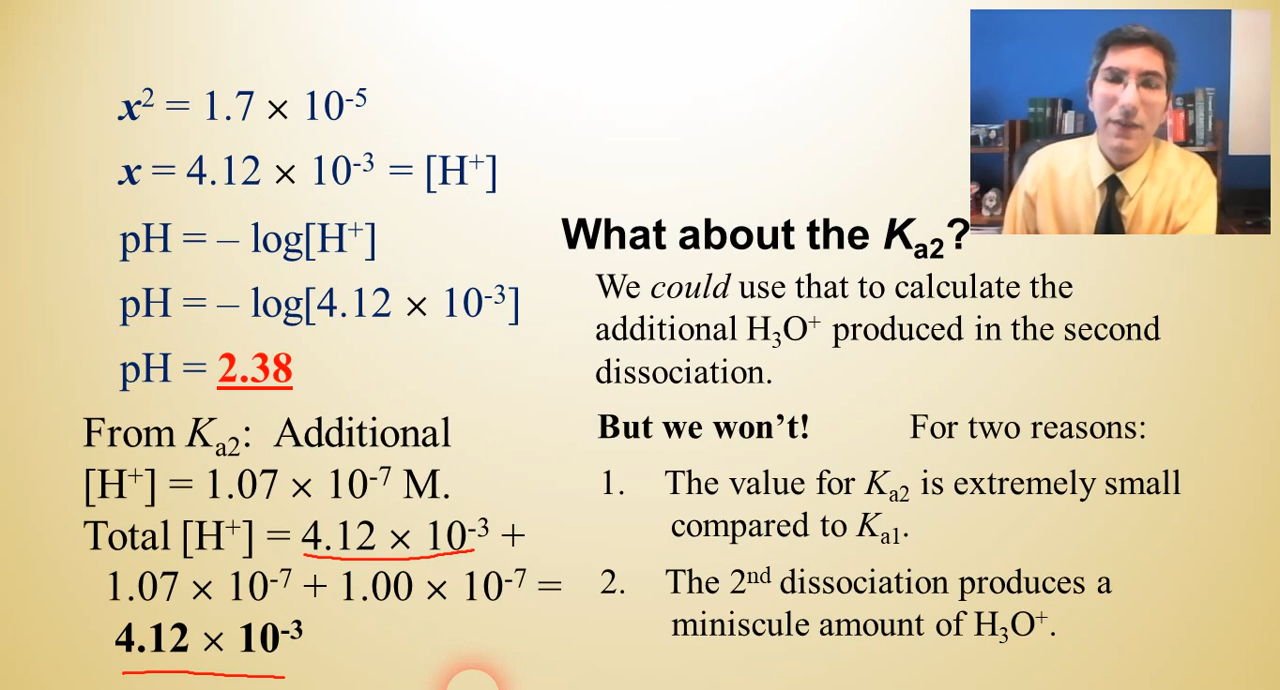 x² = 1.7 × 10⁻⁵
x = 4.12 × 10⁻³ = [H⁺]
pH = – log[H⁺]
pH = – log[4.12 × 10⁻³]
pH = 2.38
From Kₐ₂: Additional
[H⁺] = 1.07 × 10⁻⁷ M.
Total [H⁺] = 4.12 × 10⁻³ +
1.07 × 10⁻⁷ + 1.00 × 10⁻⁷ =
4.12 × 10⁻³
What about the Kₐ₂?
We could use that to calculate the
additional H₃O⁺ produced in the second
dissociation.
But we won’t! For two reasons:
1. The value for Kₐ₂ is extremely small
compared to Kₐ₁.
2. The 2ⁿᵈ dissociation produces a
miniscule amount of H₃O⁺.